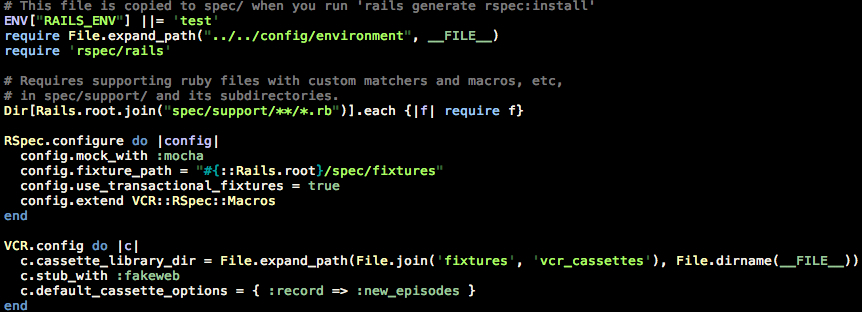 # This file is copied to spec/ when you run 'rails generate rspec:install'
ENV["RAILS_ENV"] ||= 'test'
require File.expand_path("../../config/environment", __FILE__)
require 'rspec/rails'

# Requires supporting ruby files with custom matchers and macros, etc,
# in spec/support/ and its subdirectories.
Dir[Rails.root.join("spec/support/**/*.rb")].each {|f| require f}

RSpec.configure do |config|
  config.mock_with :mocha
  config.fixture_path = "#{::Rails.root}/spec/fixtures"
  config.use_transactional_fixtures = true
  config.extend VCR::RSpec::Macros
end

VCR.config do |c|
  c.cassette_library_dir = File.expand_path(File.join('fixtures', 'vcr_cassettes'), File.dirname(__FILE__))
  c.stub_with :fakeweb
  c.default_cassette_options = { :record => :new_episodes }
end